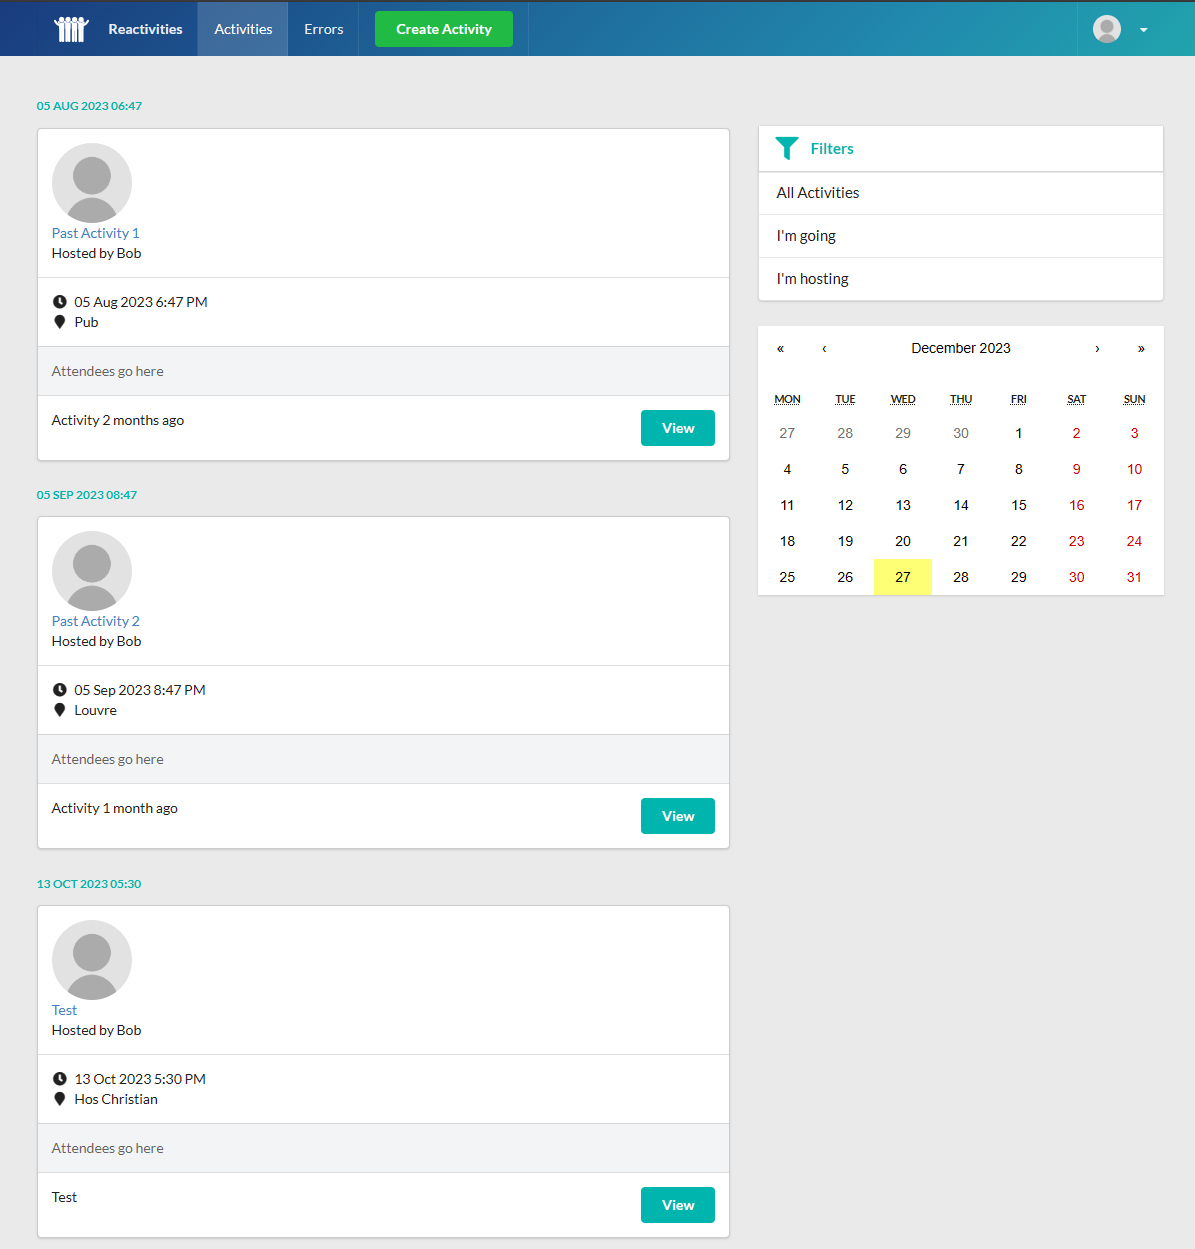 Reactivities Activities Errors Create Activity
05 AUG 2023 06:47
Past Activity 1
Hosted by Bob
05 Aug 2023 6:47 PM
Pub
Attendees go here
Activity 2 months ago
View
05 SEP 2023 08:47
Past Activity 2
Hosted by Bob
05 Sep 2023 8:47 PM
Louvre
Attendees go here
Activity 1 month ago
View
13 OCT 2023 05:30
Test
Hosted by Bob
13 Oct 2023 5:30 PM
Hos Christian
Attendees go here
Test
View
Filters
All Activities
I'm going
I'm hosting
« ‹ December 2023 › »
MON TUE WED THU FRI SAT SUN
27 28 29 30 1 2 3
4 5 6 7 8 9 10
11 12 13 14 15 16 17
18 19 20 21 22 23 24
25 26 27 28 29 30 31